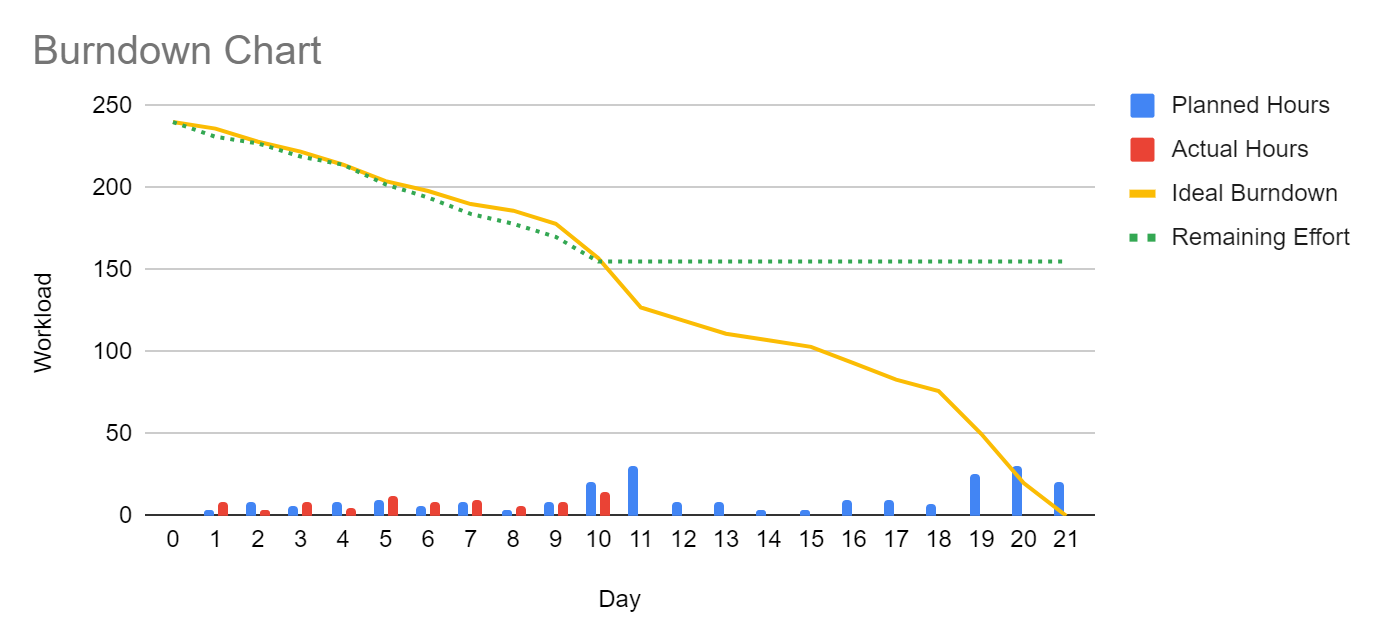 Burndown Chart
250
200
150
100
50
0
Workload
0 1 2 3 4 5 6 7 8 9 10 11 12 13 14 15 16 17 18 19 20 21
Day
Planned Hours
Actual Hours
Ideal Burndown
Remaining Effort